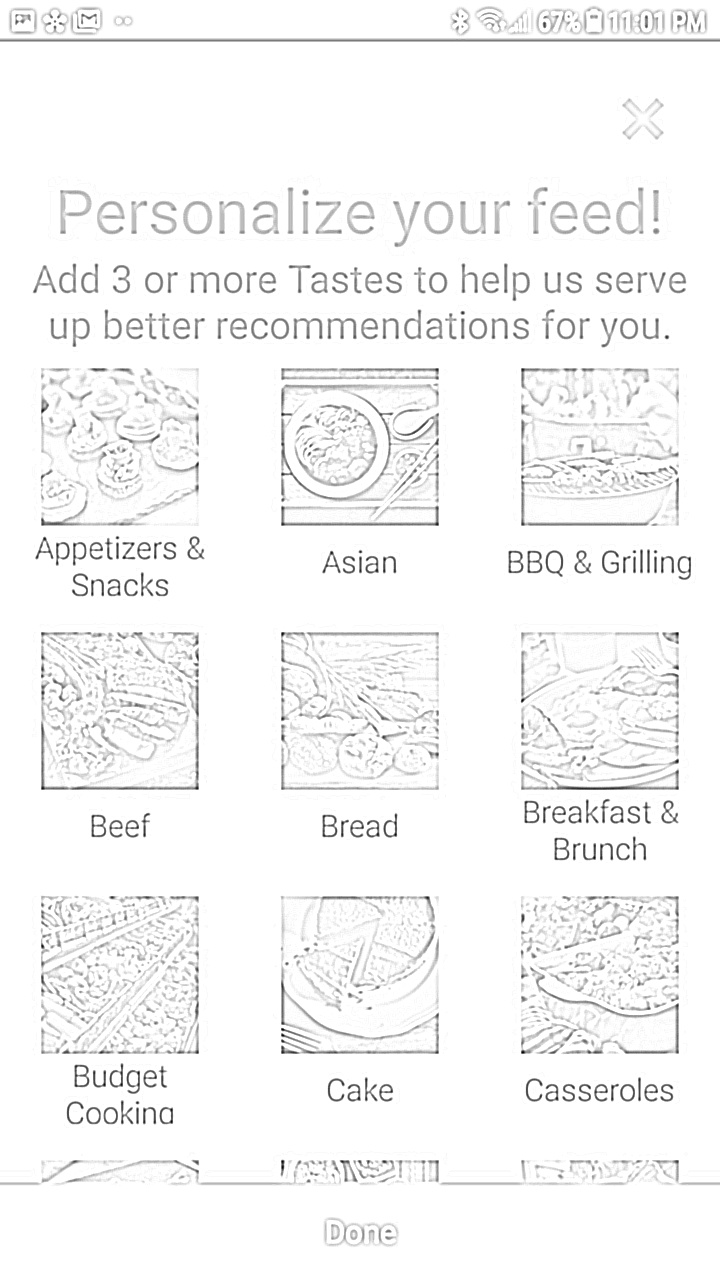 67% 11:01 PM
Personalize your feed!
Add 3 or more Tastes to help us serve
up better recommendations for you.
Appetizers &
Snacks
Asian
BBQ & Grilling
Beef
Bread
Breakfast &
Brunch
Budget
Cooking
Cake
Casseroles
Done